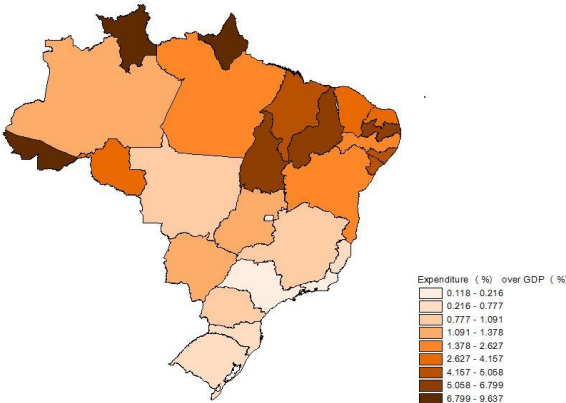 Expenditure (%) over GDP (%)
0.118 - 0.216
0.216 - 0.777
0.777 - 1.091
1.091 - 1.378
1.378 - 2.627
2.627 - 4.157
4.157 - 5.058
5.058 - 6.799
6.799 - 9.637